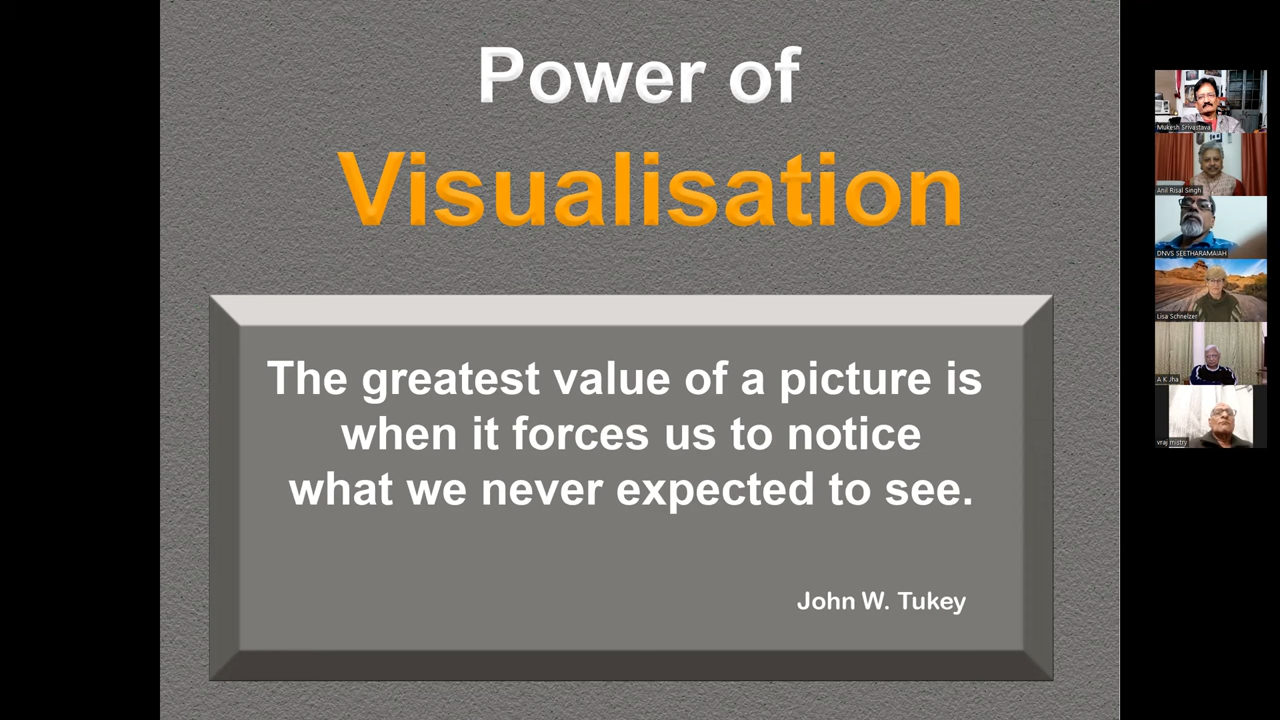 Power of
Visualisation
The greatest value of a picture is
when it forces us to notice
what we never expected to see.
John W. Tukey
Mukesh Srivastava
Anil Risal Singh
DNVS SEETHARAMAIAH
Lisa Schnelzer
A K Jha
vraj mistry